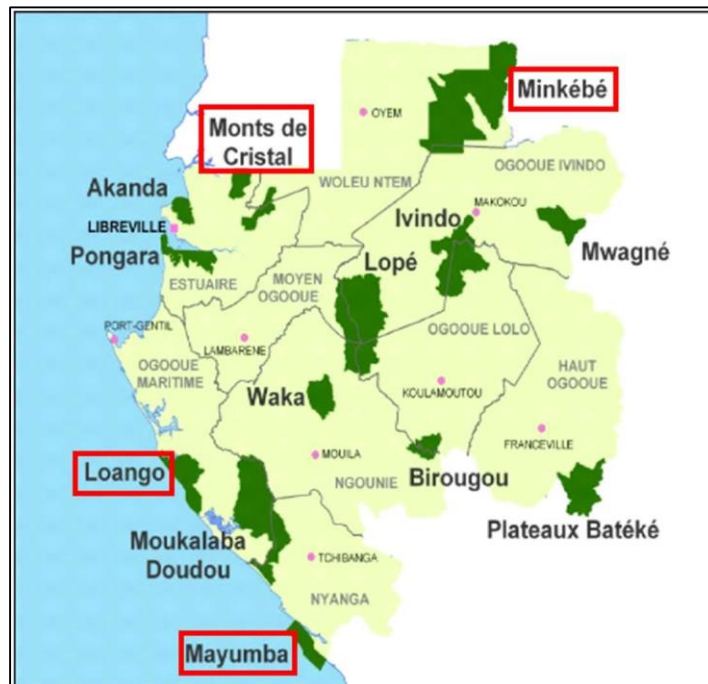 Minkébé
OYEM
Monts de
Cristal
OGOOUE IVINDO
WOLEU NTEM
Akanda
MAKOKOU
Ivindo
LIBREVILLE
Mwagné
Pongara
Lopé
MOYEN
OGOOUE
ESTUAIRE
PORT-GENTIL
OGOOUE LOLO
LAMBARENE
OGOOUE
MARITIME
HAUT
OGOOUE
KOULAMOUTOU
Waka
FRANCEVILLE
MOUILA
Loango
NGOUNIE
Birougou
Plateaux Batéké
Moukalaba
Doudou
TCHIBANGA
NYANGA
Mayumba